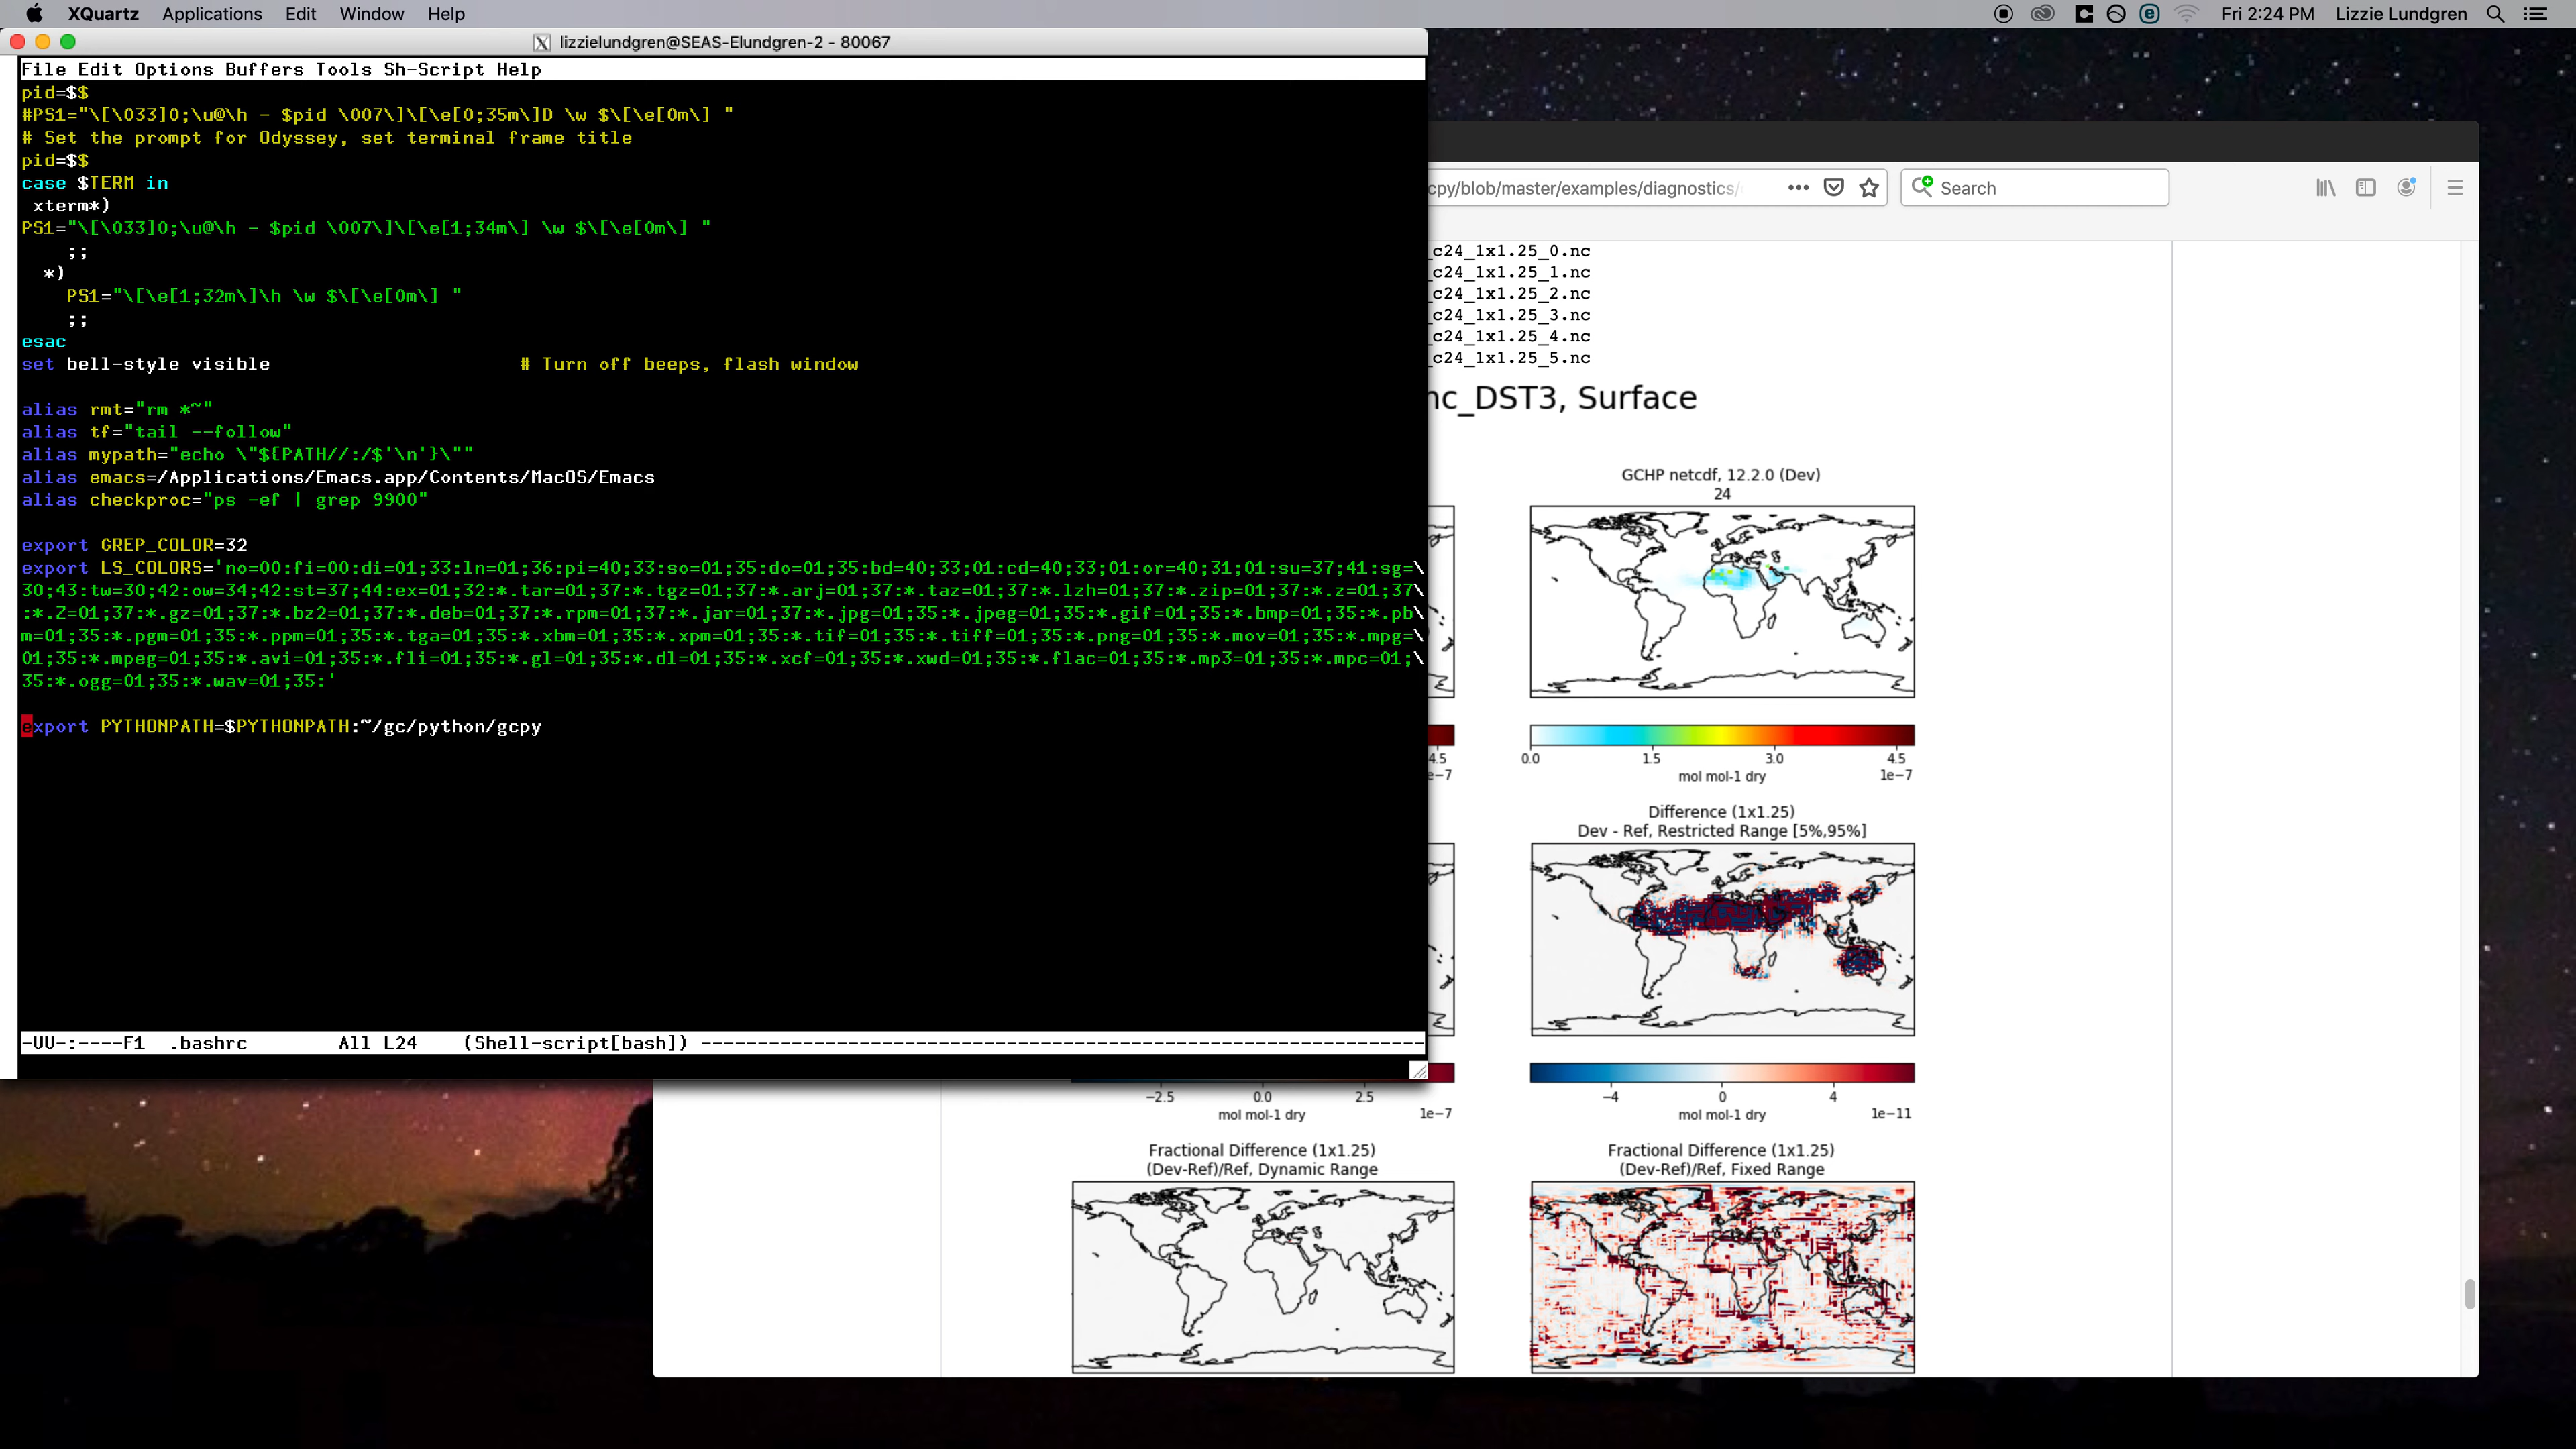 XQuartz Applications Edit Window Help
Fri 2:24 PM Lizzie Lundgren
lizzielundgren@SEAS-Elundgren-2 - 80067
File Edit Options Buffers Tools Sh-Script Help
pid=$$
#PS1="\[\033]0;\u@\h - $pid \007\]\[\e[0;35m\]D \w $\[\e[0m\] "
# Set the prompt for Odyssey, set terminal frame title
pid=$$
case $TERM in
xterm*)
PS1="\[\033]0;\u@\h - $pid \007\]\[\e[1;34m\] \w $\[\e[0m\] "
;;
*)
PS1="\[\e[1;32m\]\h \w $\[\e[0m\] "
;;
esac
set bell-style visible # Turn off beeps, flash window
alias rmt="rm *~"
alias tf="tail --follow"
alias mypath="echo \"${PATH//:/$'\n'}\""
alias emacs=/Applications/Emacs.app/Contents/MacOS/Emacs
alias checkproc="ps -ef | grep 9900"
export GREP_COLOR=32
export LS_COLORS='no=00:fi=00:di=01;33:ln=01;36:pi=40;33:so=01;35:do=01;35:bd=40;33;01:cd=40;33;01:or=40;31;01:su=37;41:sg=\
30;43:tw=30;42:ow=34;42:st=37;44:ex=01;32:*.tar=01;37:*.tgz=01;37:*.arj=01;37:*.taz=01;37:*.lzh=01;37:*.zip=01;37:*.z=01;37\
:*.Z=01;37:*.gz=01;37:*.bz2=01;37:*.deb=01;37:*.rpm=01;37:*.jar=01;37:*.jpg=01;35:*.jpeg=01;35:*.gif=01;35:*.bmp=01;35:*.pb\
m=01;35:*.pgm=01;35:*.ppm=01;35:*.tga=01;35:*.xbm=01;35:*.xpm=01;35:*.tif=01;35:*.tiff=01;35:*.png=01;35:*.mov=01;35:*.mpg=\
01;35:*.mpeg=01;35:*.avi=01;35:*.fli=01;35:*.gl=01;35:*.dl=01;35:*.xcf=01;35:*.xwd=01;35:*.flac=01;35:*.mp3=01;35:*.mpc=01;\
35:*.ogg=01;35:*.wav=01;35:'
export PYTHONPATH=$PYTHONPATH:~/gc/python/gcpy
-UU-:----F1 .bashrc All L24 (Shell-script[bash]) ----------------------------------------------------------------
cpy/blob/master/examples/diagnostics/
Search
_c24_1x1.25_0.nc
_c24_1x1.25_1.nc
_c24_1x1.25_2.nc
_c24_1x1.25_3.nc
_c24_1x1.25_4.nc
_c24_1x1.25_5.nc
nc_DST3, Surface
GCHP netcdf, 12.2.0 (Dev)
24
4.5
e-7
0.0 1.5 3.0 4.5
mol mol-1 dry 1e-7
Difference (1x1.25)
Dev - Ref, Restricted Range [5%,95%]
−2.5 0.0 2.5
mol mol-1 dry 1e-7
−4 0 4
mol mol-1 dry 1e-11
Fractional Difference (1x1.25)
(Dev-Ref)/Ref, Dynamic Range
Fractional Difference (1x1.25)
(Dev-Ref)/Ref, Fixed Range